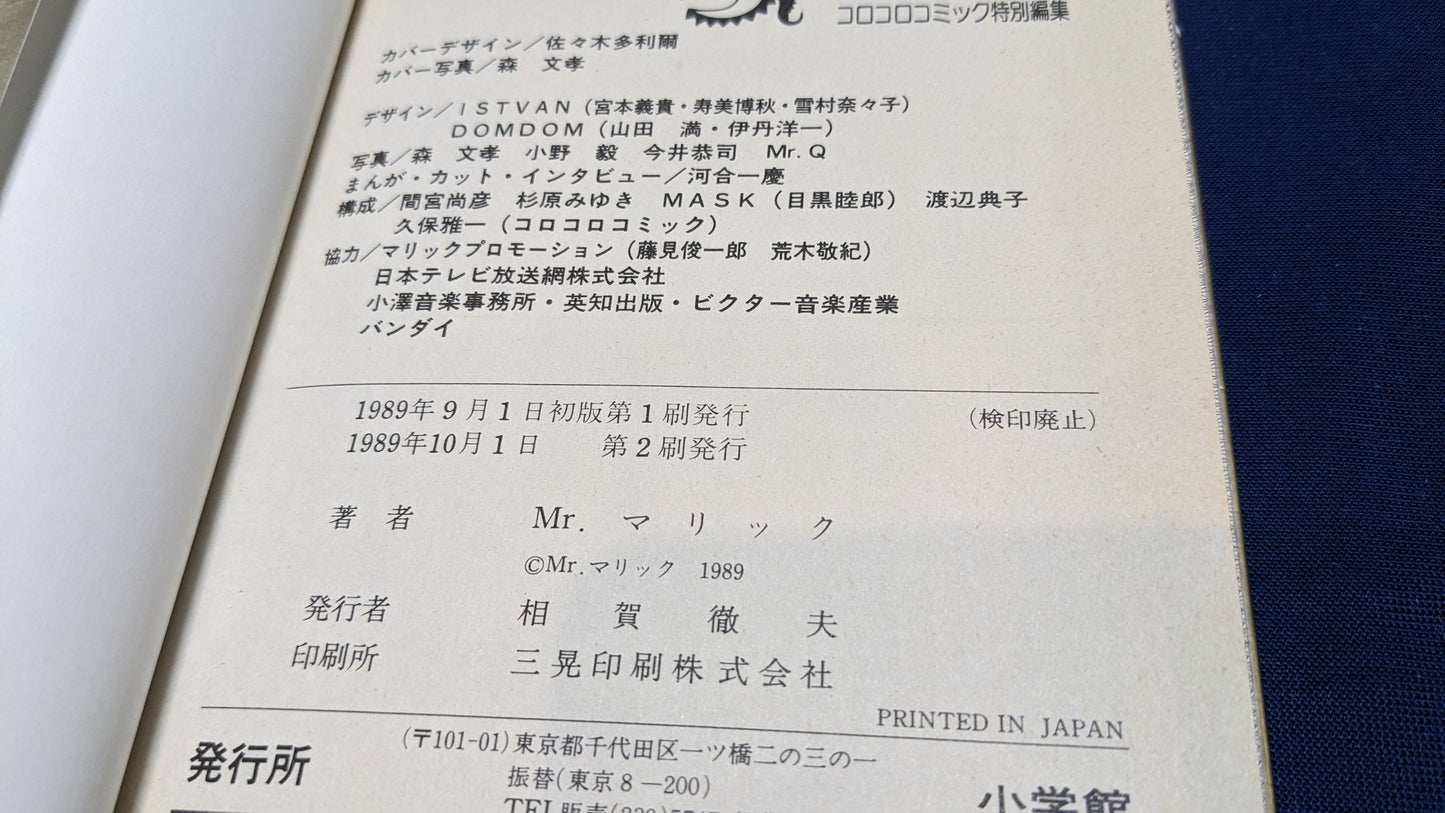 コロコロコミック特別編集
カバーデザイン／佐々木多利爾
カバー写真／森　文孝
デザイン／ISTVAN（宮本義貴・寿美博秋・雪村奈々子）
DOMDOM（山田　満・伊丹洋一）
写真／森　文孝　小野　毅　今井恭司　Mr. Q
まんが・カット・インタビュー／河合一慶
構成／間宮尚彦　杉原みゆき　MASK（目黒睦郎）　渡辺典子
久保雅一（コロコロコミック）
協力／マリックプロモーション（藤見俊一郎　荒木敬紀）
日本テレビ放送網株式会社
小澤音楽事務所・英知出版・ビクター音楽産業
バンダイ
1989年9月1日初版第1刷発行　（検印廃止）
1989年10月1日　第2刷発行
著者　Mr. マリック
©Mr.マリック　1989
発行者　相賀徹夫
印刷所　三晃印刷株式会社
PRINTED IN JAPAN
発行所　（〒101-01）東京都千代田区一ツ橋二の三の一
振替（東京8－200）
小学館
TEL販売